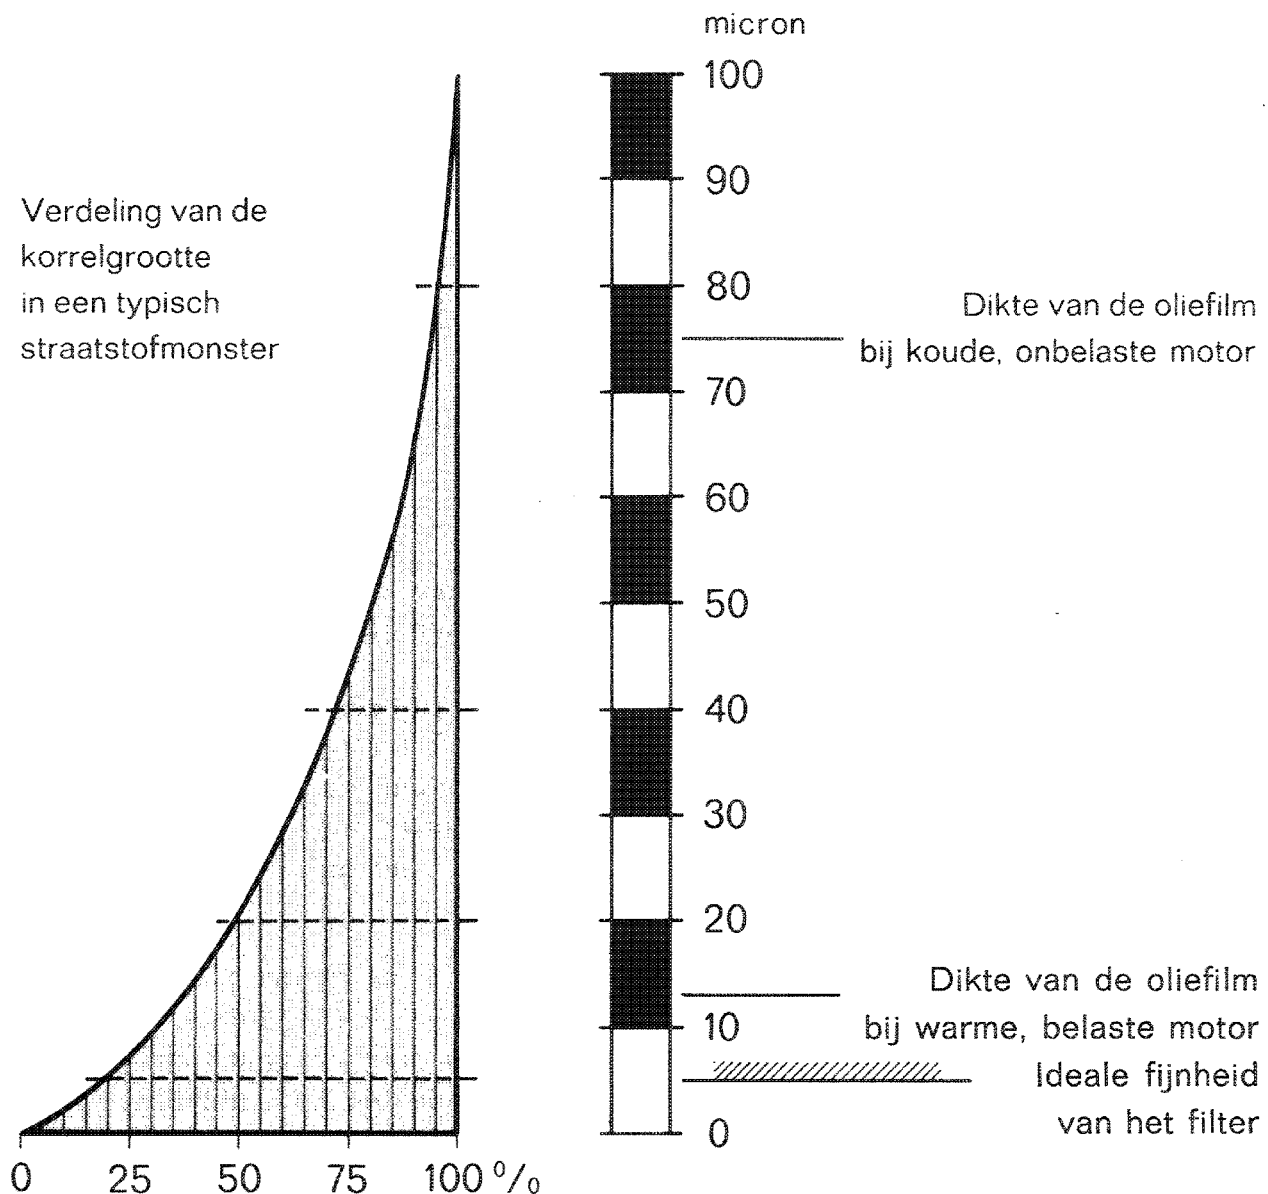 micron
100
90
80
70
60
50
40
30
20
10
0
Verdeling van de
korrelgrootte
in een typisch
straatstofmonster
Dikte van de oliefilm
bij koude, onbelaste motor
Dikte van de oliefilm
bij warme, belaste motor
Ideale fijnheid
van het filter
0 25 50 75 100 %